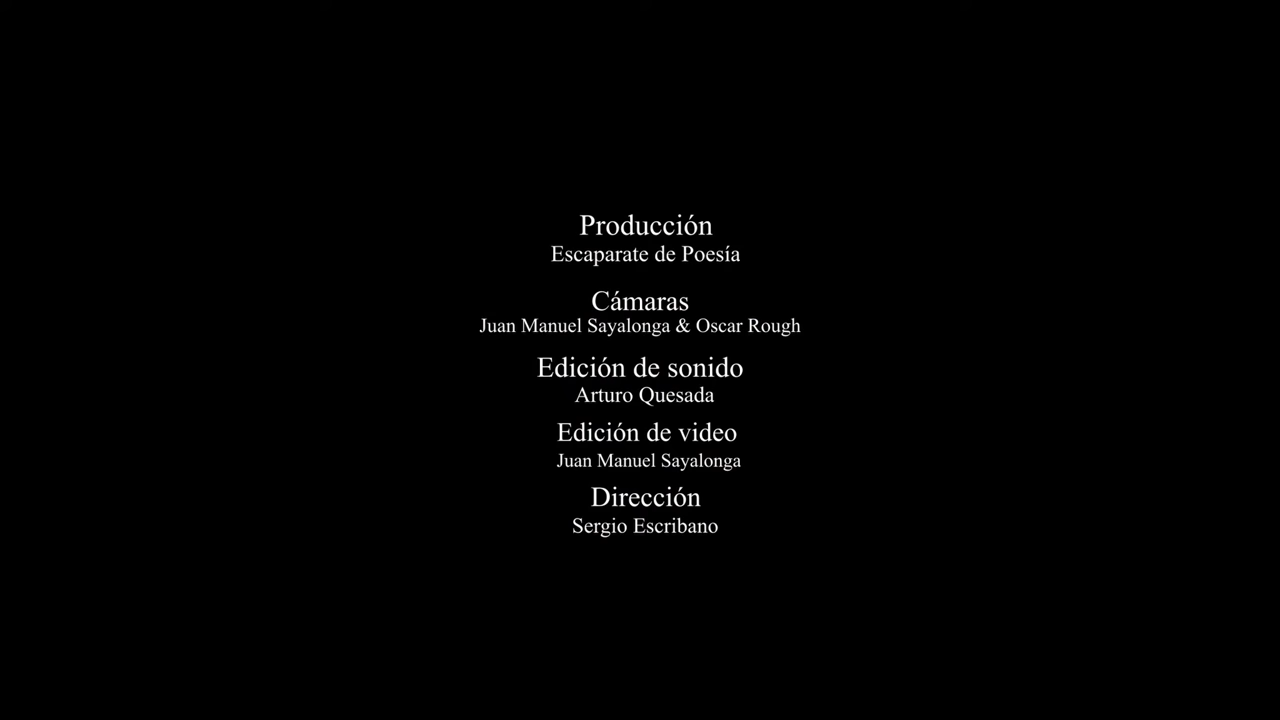 Producción
Escaparate de Poesía
Cámaras
Juan Manuel Sayalonga & Oscar Rough
Edición de sonido
Arturo Quesada
Edición de video
Juan Manuel Sayalonga
Dirección
Sergio Escribano